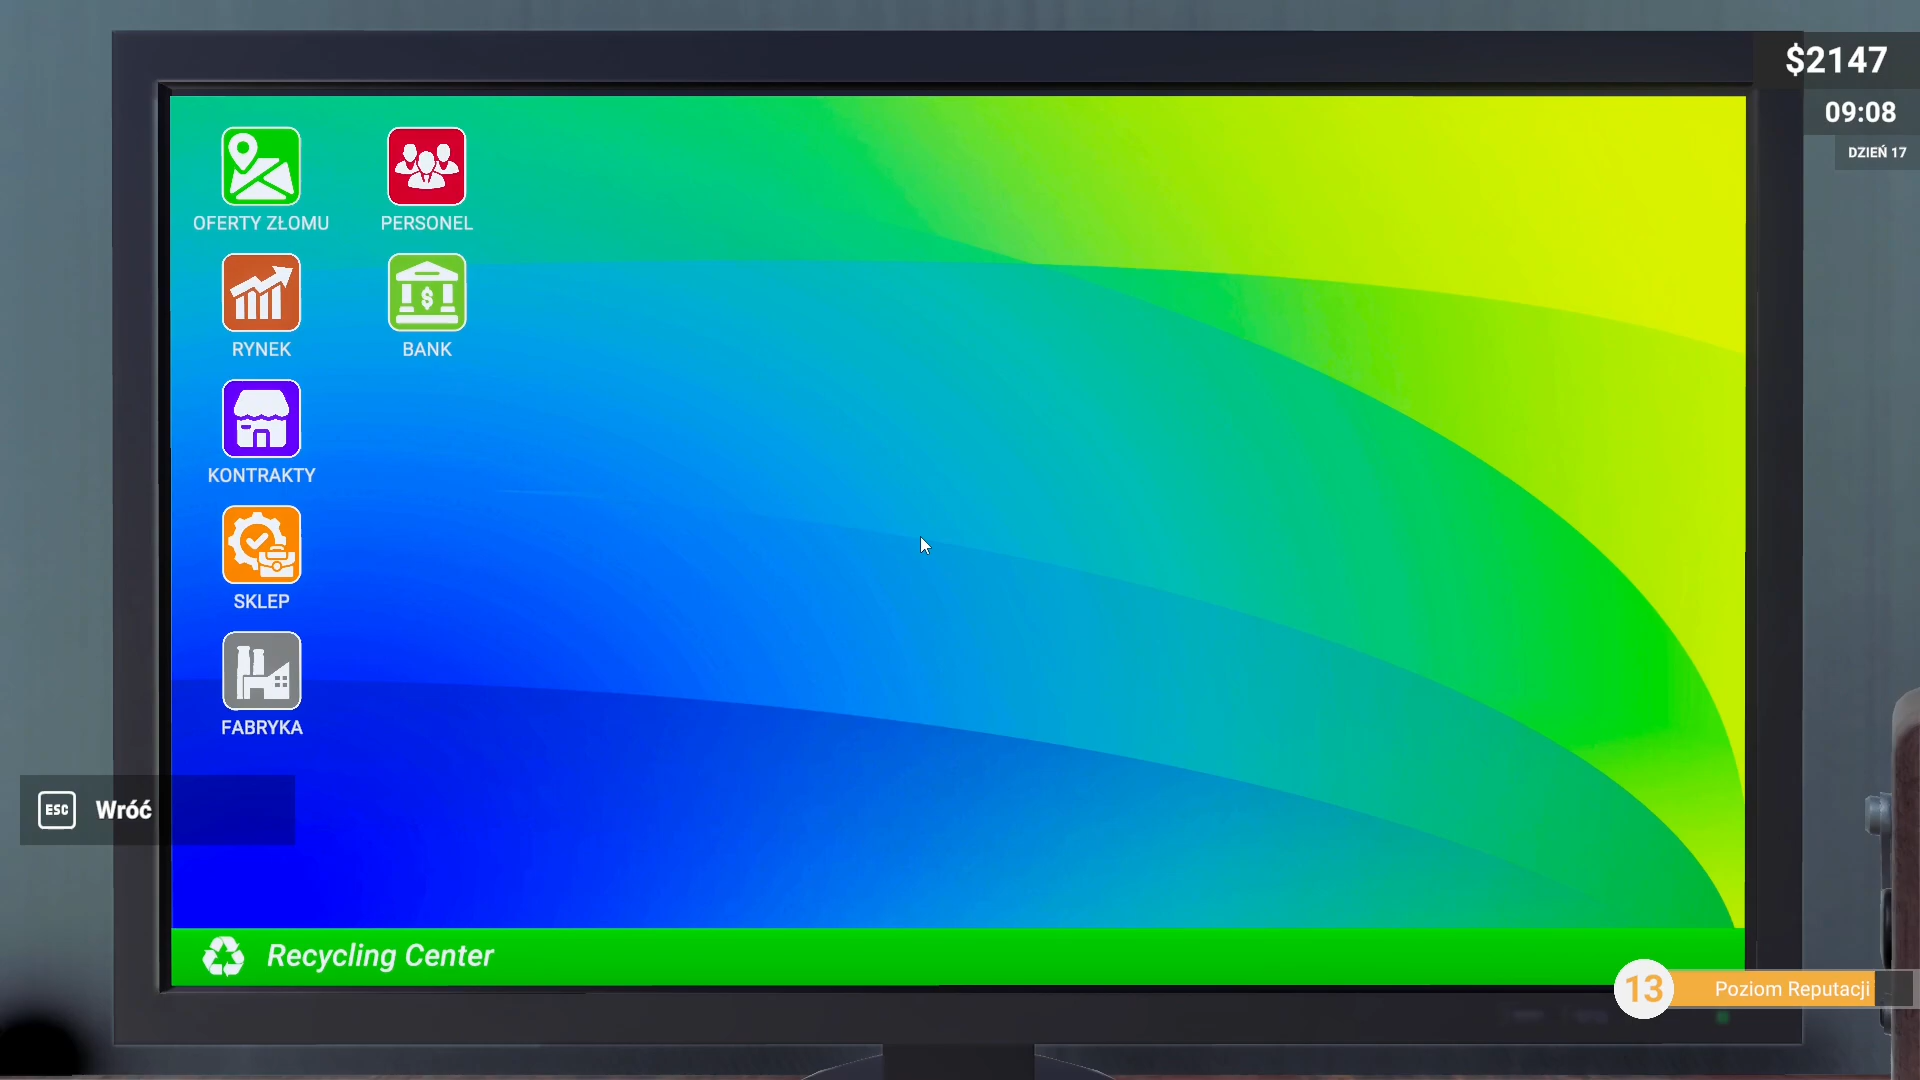 $2147
09:08
DZIEŃ 17
OFERTY ZŁOMU
PERSONEL
RYNEK
BANK
KONTRAKTY
SKLEP
FABRYKA
ESC Wróć
Recycling Center
13 Poziom Reputacji